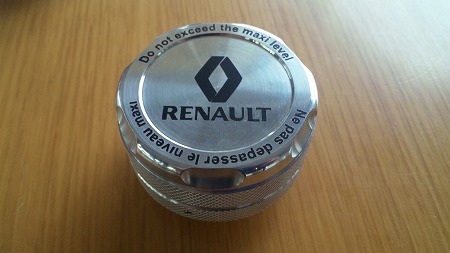 Do not exceed the maxi level
RENAULT
Ne pas depasser le niveau maxi